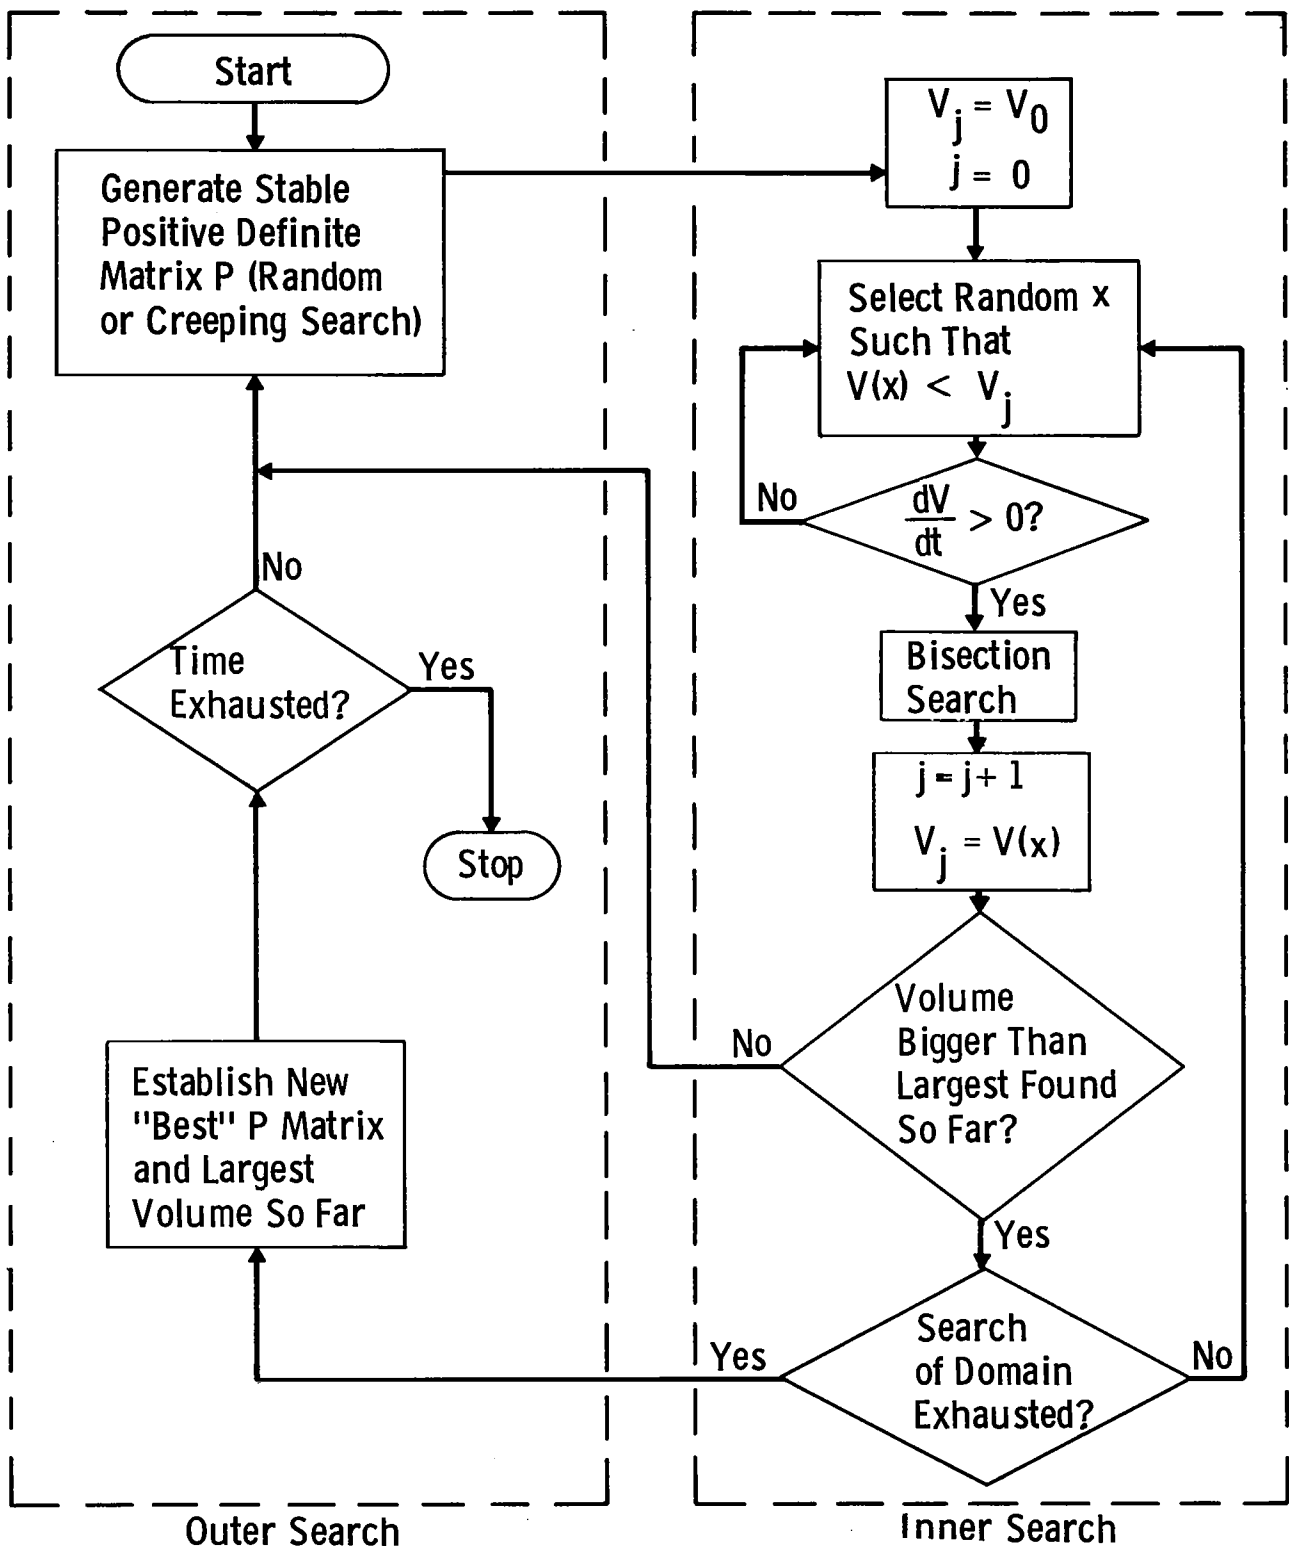 Start
Generate Stable
Positive Definite
Matrix P (Random
or Creeping Search)
No
Time
Exhausted?
Yes
Stop
Establish New
"Best" P Matrix
and Largest
Volume So Far
Outer Search
V_j = V_0
j = 0
Select Random x
Such That
V(x) < V_j
No
dV
dt
> 0?
Yes
Bisection
Search
j = j + 1
V_j = V(x)
Volume
Bigger Than
Largest Found
So Far?
No
Yes
Search
of Domain
Exhausted?
Yes
No
Inner Search